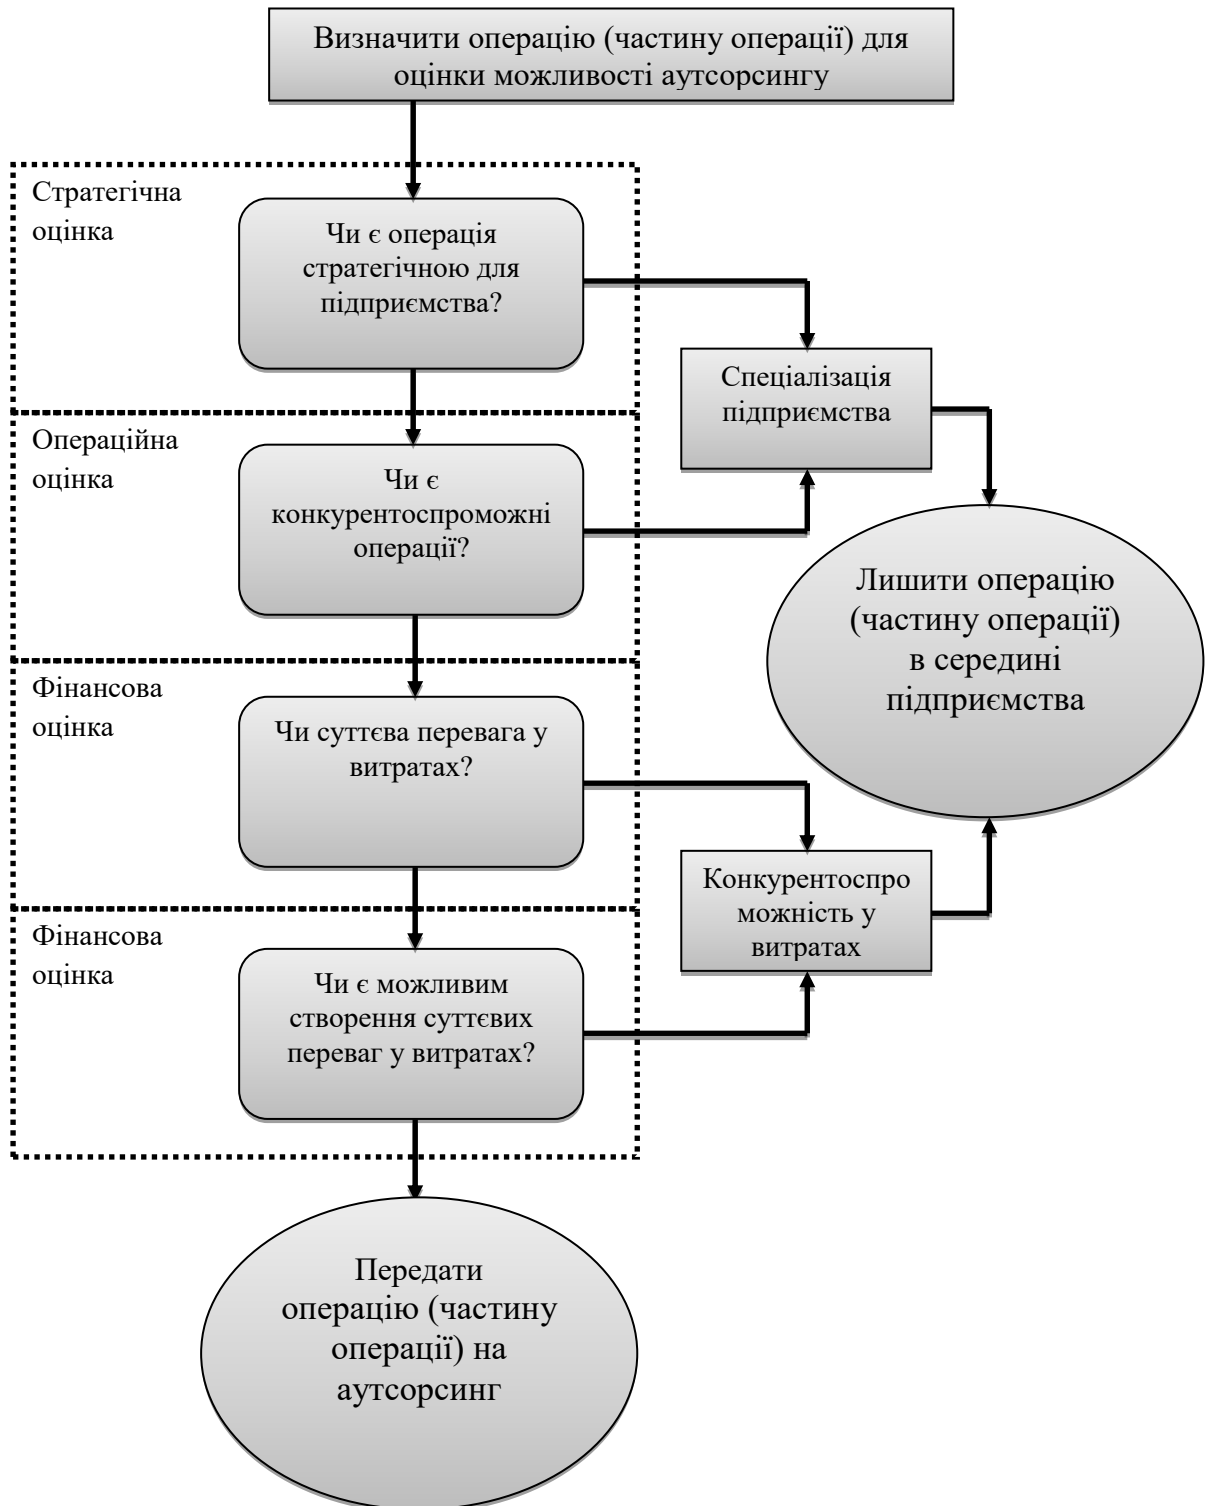 Визначити операцію (частину операції) для
оцінки можливості аутсорсингу
Стратегічна
оцінка
Чи є операція
стратегічною для
підприємства?
Спеціалізація
підприємства
Операційна
оцінка
Чи є
конкурентоспроможні
операції?
Лишити операцію
(частину операції)
в середині
підприємства
Фінансова
оцінка
Чи суттєва перевага у
витратах?
Конкурентоспро
можність у
витратах
Фінансова
оцінка
Чи є можливим
створення суттєвих
переваг у витратах?
Передати
операцію (частину
операції) на
аутсорсинг